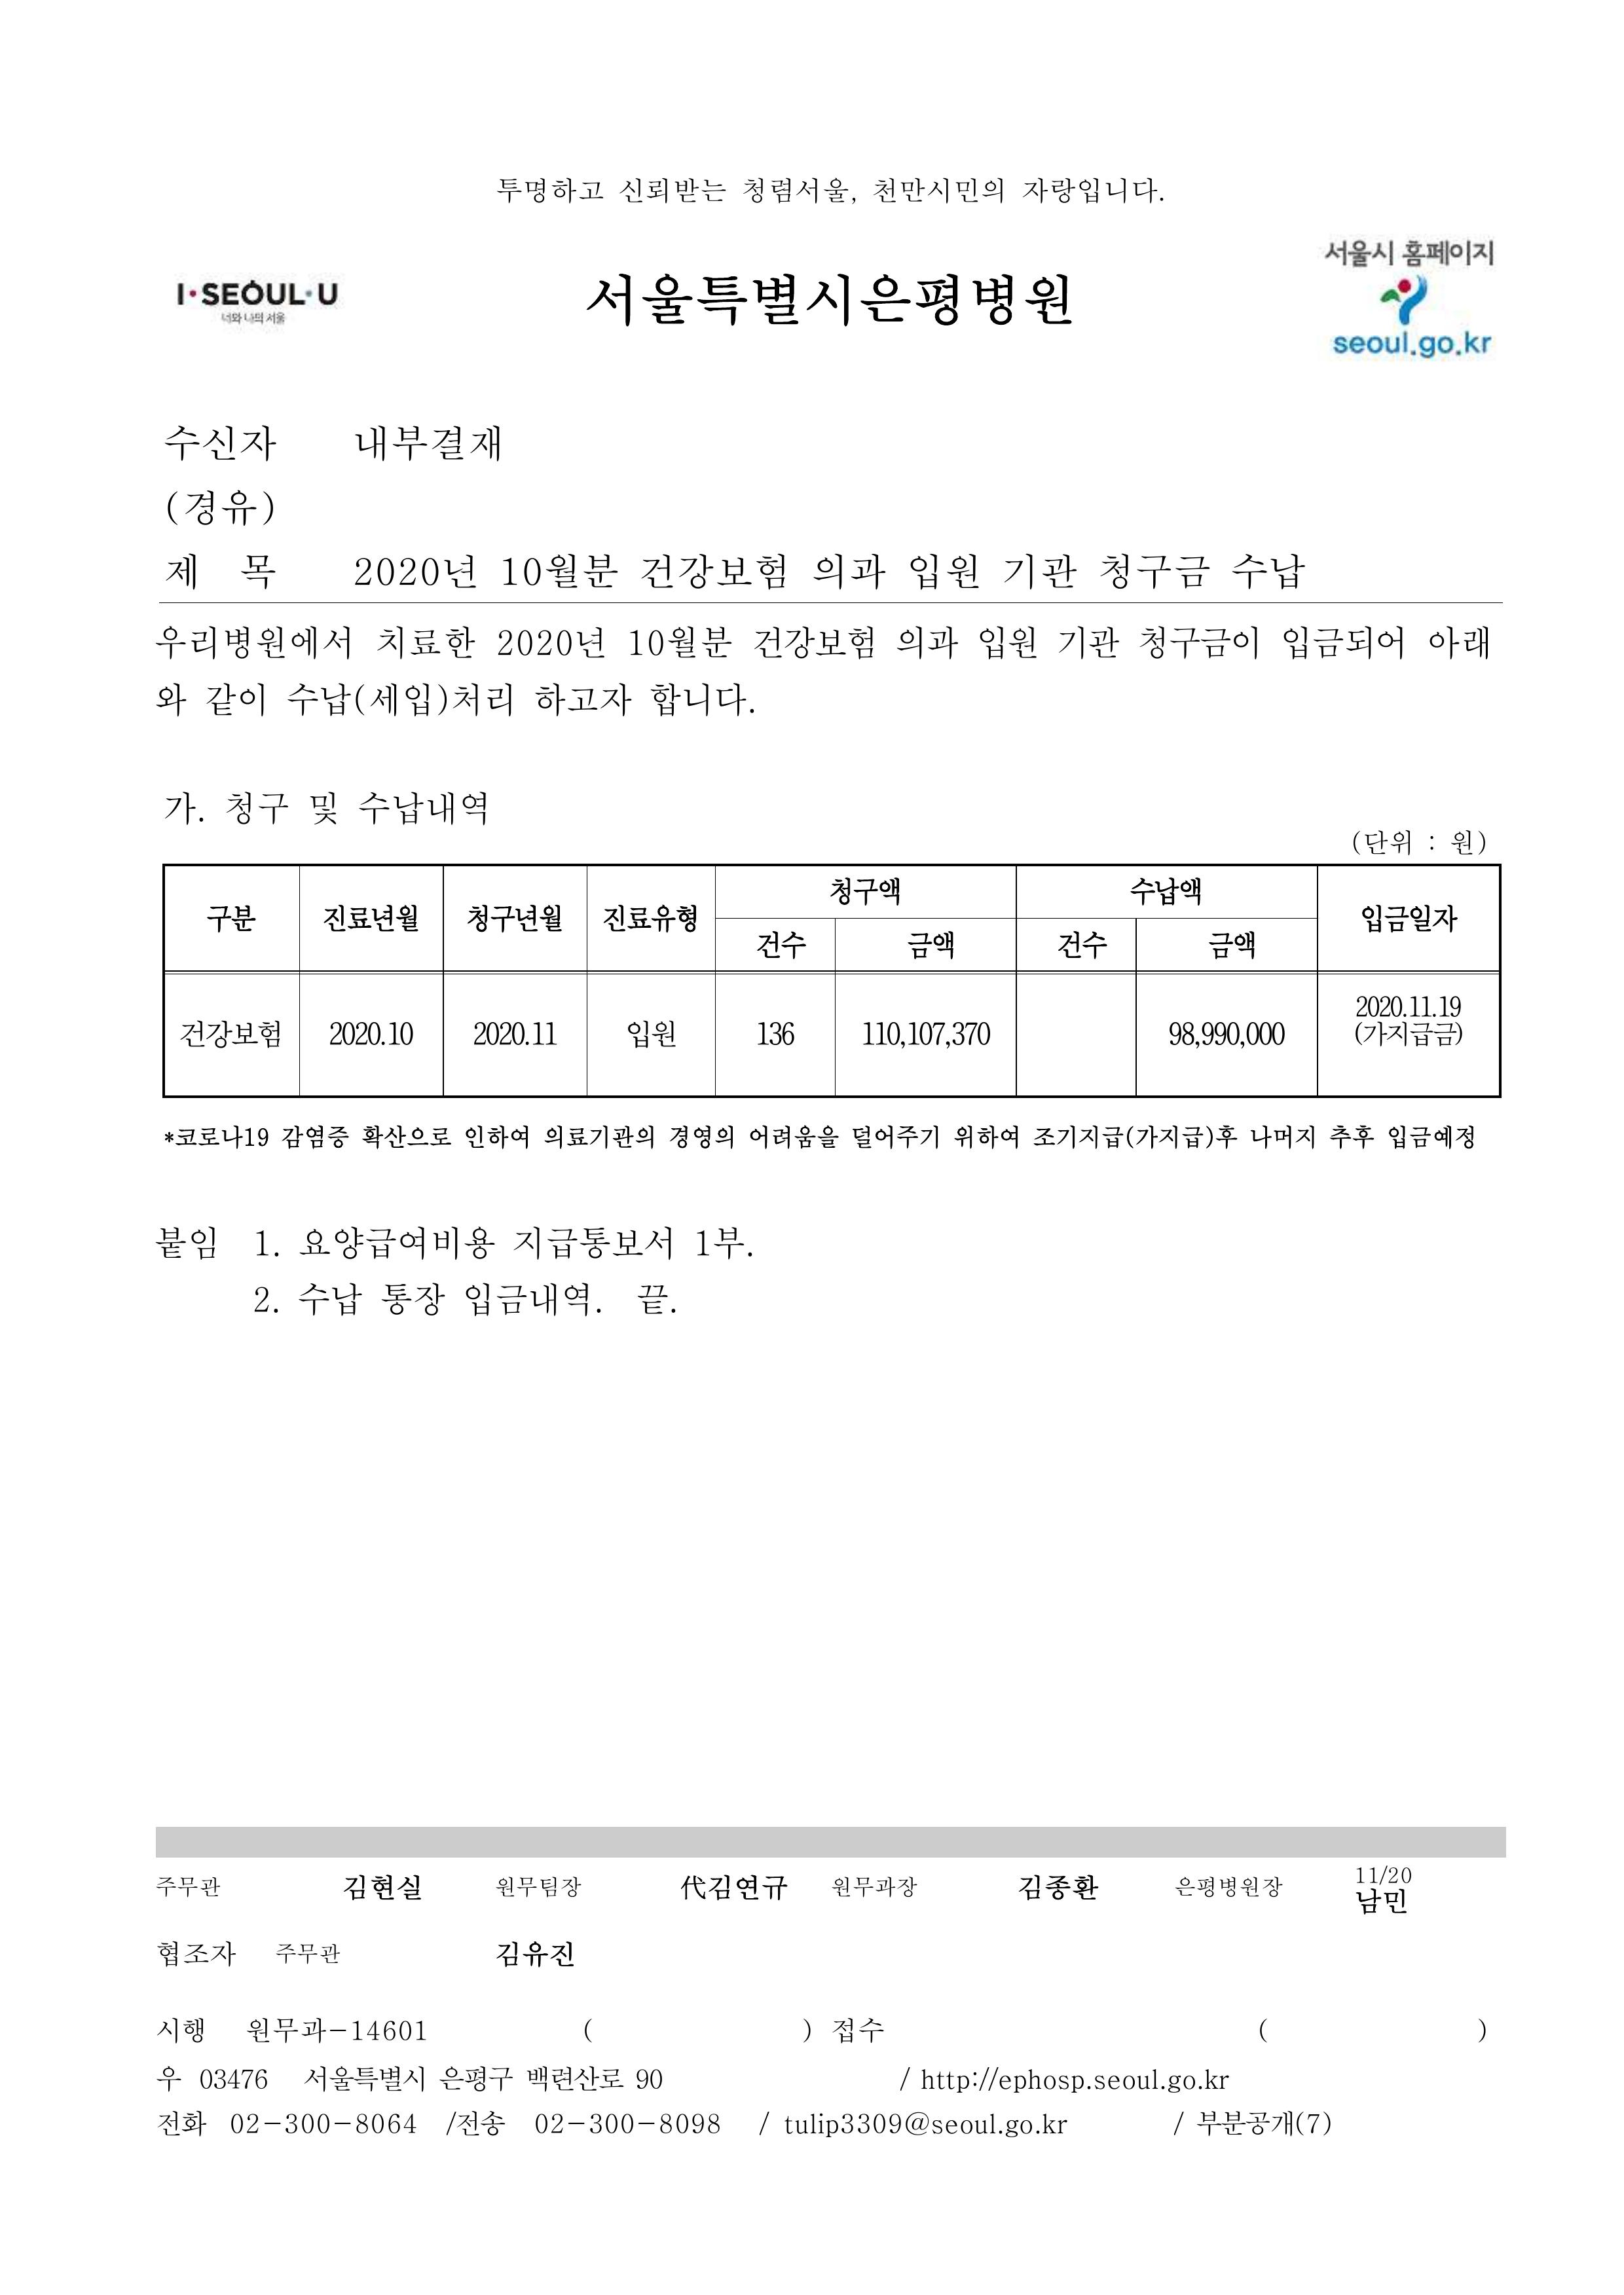 투명하고 신뢰받는 청렴서울, 천만시민의 자랑입니다.
I·SEOUL·U
너와 나의 서울
서울특별시은평병원
서울시 홈페이지
seoul.go.kr
수신자 내부결재
(경유)
제 목 2020년 10월분 건강보험 의과 입원 기관 청구금 수납
우리병원에서 치료한 2020년 10월분 건강보험 의과 입원 기관 청구금이 입금되어 아래
와 같이 수납(세입)처리 하고자 합니다.
가. 청구 및 수납내역
(단위 : 원)
구분 진료년월 청구년월 진료유형 청구액 수납액 입금일자
건수 금액 건수 금액
건강보험 2020.10 2020.11 입원 136 110,107,370 98,990,000 2020.11.19
(가지급금)
*코로나19 감염증 확산으로 인하여 의료기관의 경영의 어려움을 덜어주기 위하여 조기지급(가지급)후 나머지 추후 입금예정
붙임 1. 요양급여비용 지급통보서 1부.
2. 수납 통장 입금내역. 끝.
주무관 김현실 원무팀장 代김연규 원무과장 김종환 은평병원장 11/20
남민
협조자 주무관 김유진
시행 원무과-14601 ( ) 접수 ( )
우 03476 서울특별시 은평구 백련산로 90 / http://ephosp.seoul.go.kr
전화 02-300-8064 /전송 02-300-8098 / tulip3309@seoul.go.kr / 부분공개(7)